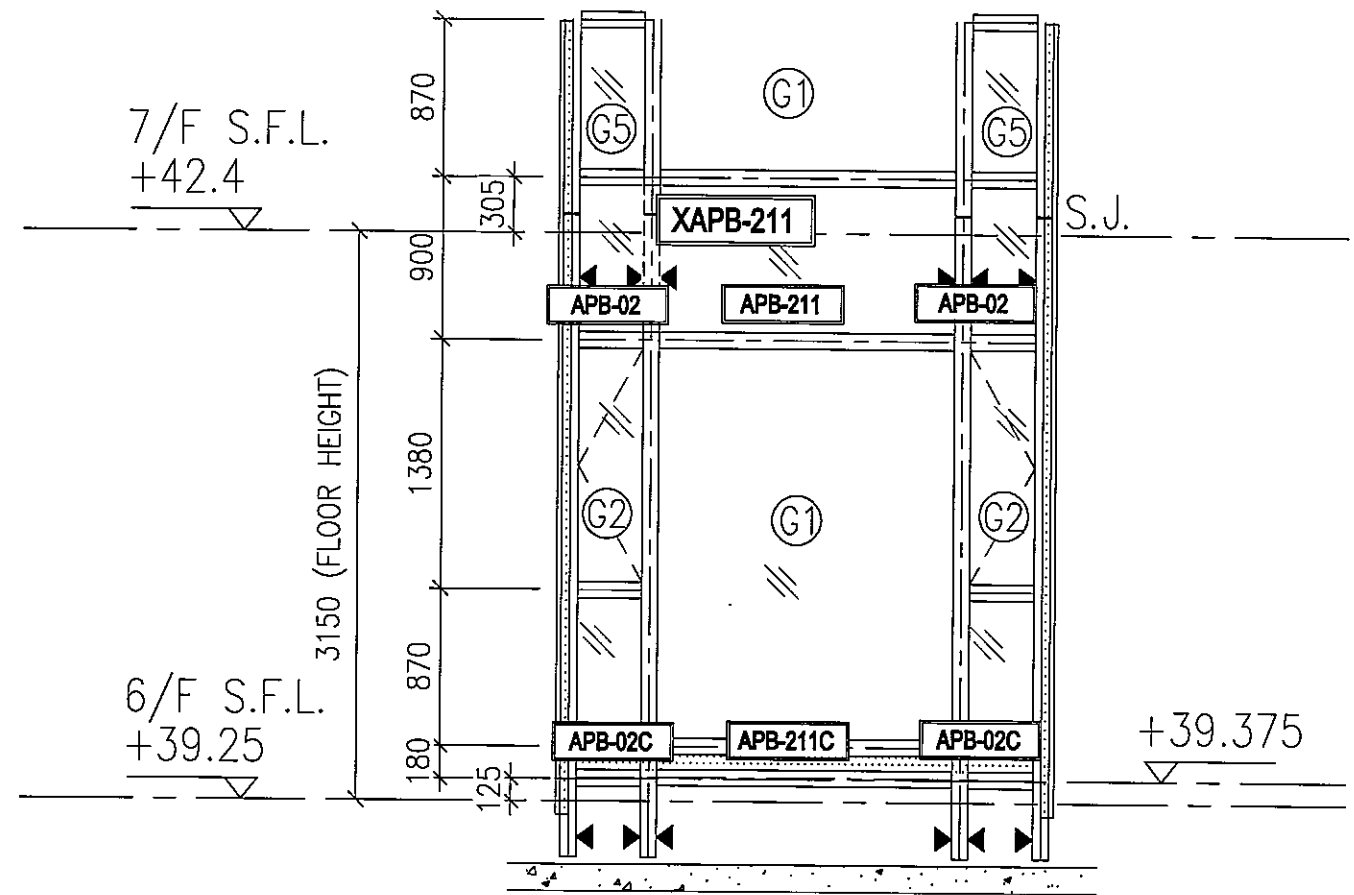 870
G1
7/F S.F.L.
+42.4
G5
G5
305
XAPB-211
S.J.
900
APB-02
APB-211
APB-02
3150 (FLOOR HEIGHT)
1380
G2
G1
G2
870
6/F S.F.L.
+39.25
APB-02C
APB-211C
APB-02C
+39.375
180
125